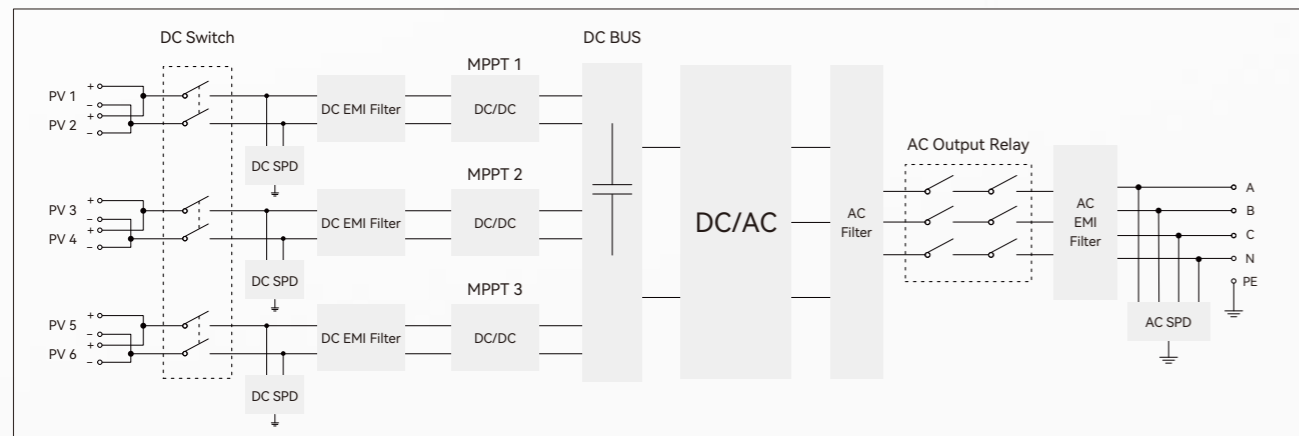 DC Switch
DC BUS
MPPT 1
PV 1
+
–
+
PV 2
–
DC EMI Filter
DC/DC
DC SPD
AC Output Relay
MPPT 2
PV 3
+
–
+
PV 4
–
DC EMI Filter
DC/DC
DC/AC
AC
Filter
AC
EMI
Filter
A
B
C
N
PE
DC SPD
MPPT 3
PV 5
+
–
+
PV 6
–
DC EMI Filter
DC/DC
AC SPD
DC SPD